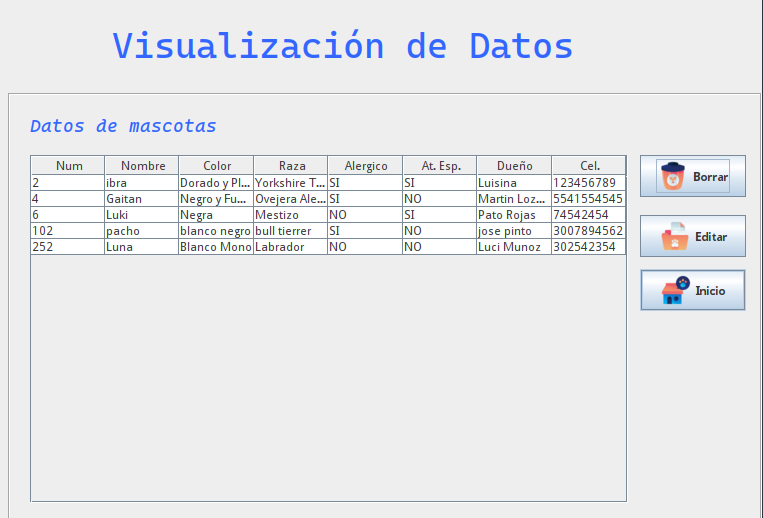 Visualización de Datos
Datos de mascotas
Num Nombre Color Raza Alergico At. Esp. Dueño Cel.
2 ibra Dorado y Pl... Yorkshire T... SI SI Luisina 123456789
4 Gaitan Negro y Fu... Ovejera Ale... SI NO Martin Loz... 5541554545
6 Luki Negra Mestizo NO SI Pato Rojas 74542454
102 pacho blanco negro bull tierrer SI NO jose pinto 3007894562
252 Luna Blanco Mono Labrador NO NO Luci Munoz 302542354
Borrar
Editar
Inicio